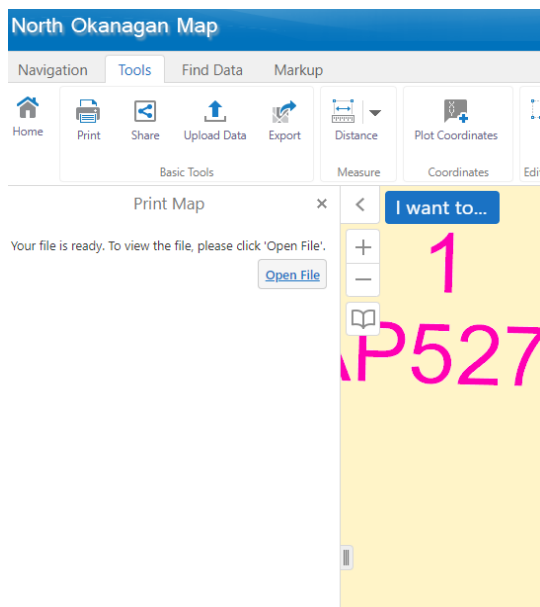 North Okanagan Map
Navigation Tools Find Data Markup
Home Print Share Upload Data Export Distance Plot Coordinates
Basic Tools Measure Coordinates
Print Map
Your file is ready. To view the file, please click 'Open File'.
Open File
I want to...
1